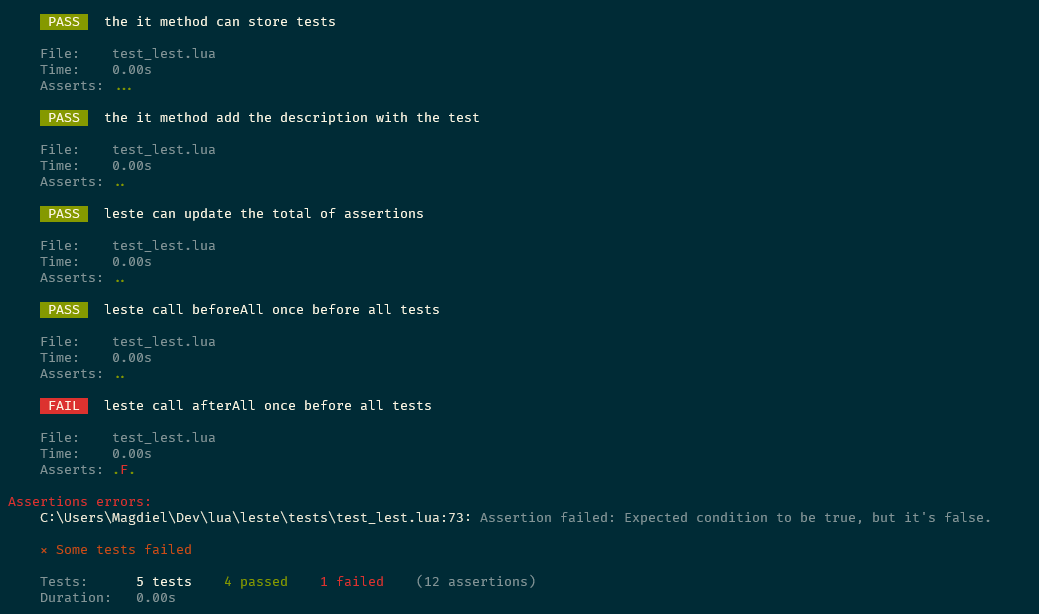 PASS the it method can store tests
File: test_lest.lua
Time: 0.00s
Asserts: ...
PASS the it method add the description with the test
File: test_lest.lua
Time: 0.00s
Asserts: ..
PASS leste can update the total of assertions
File: test_lest.lua
Time: 0.00s
Asserts: ..
PASS leste call beforeAll once before all tests
File: test_lest.lua
Time: 0.00s
Asserts: ..
FAIL leste call afterAll once before all tests
File: test_lest.lua
Time: 0.00s
Asserts: .F.
Assertions errors:
C:\Users\Magdiel\Dev\lua\leste\tests\test_lest.lua:73: Assertion failed: Expected condition to be true, but it's false.
× Some tests failed
Tests: 5 tests 4 passed 1 failed (12 assertions)
Duration: 0.00s